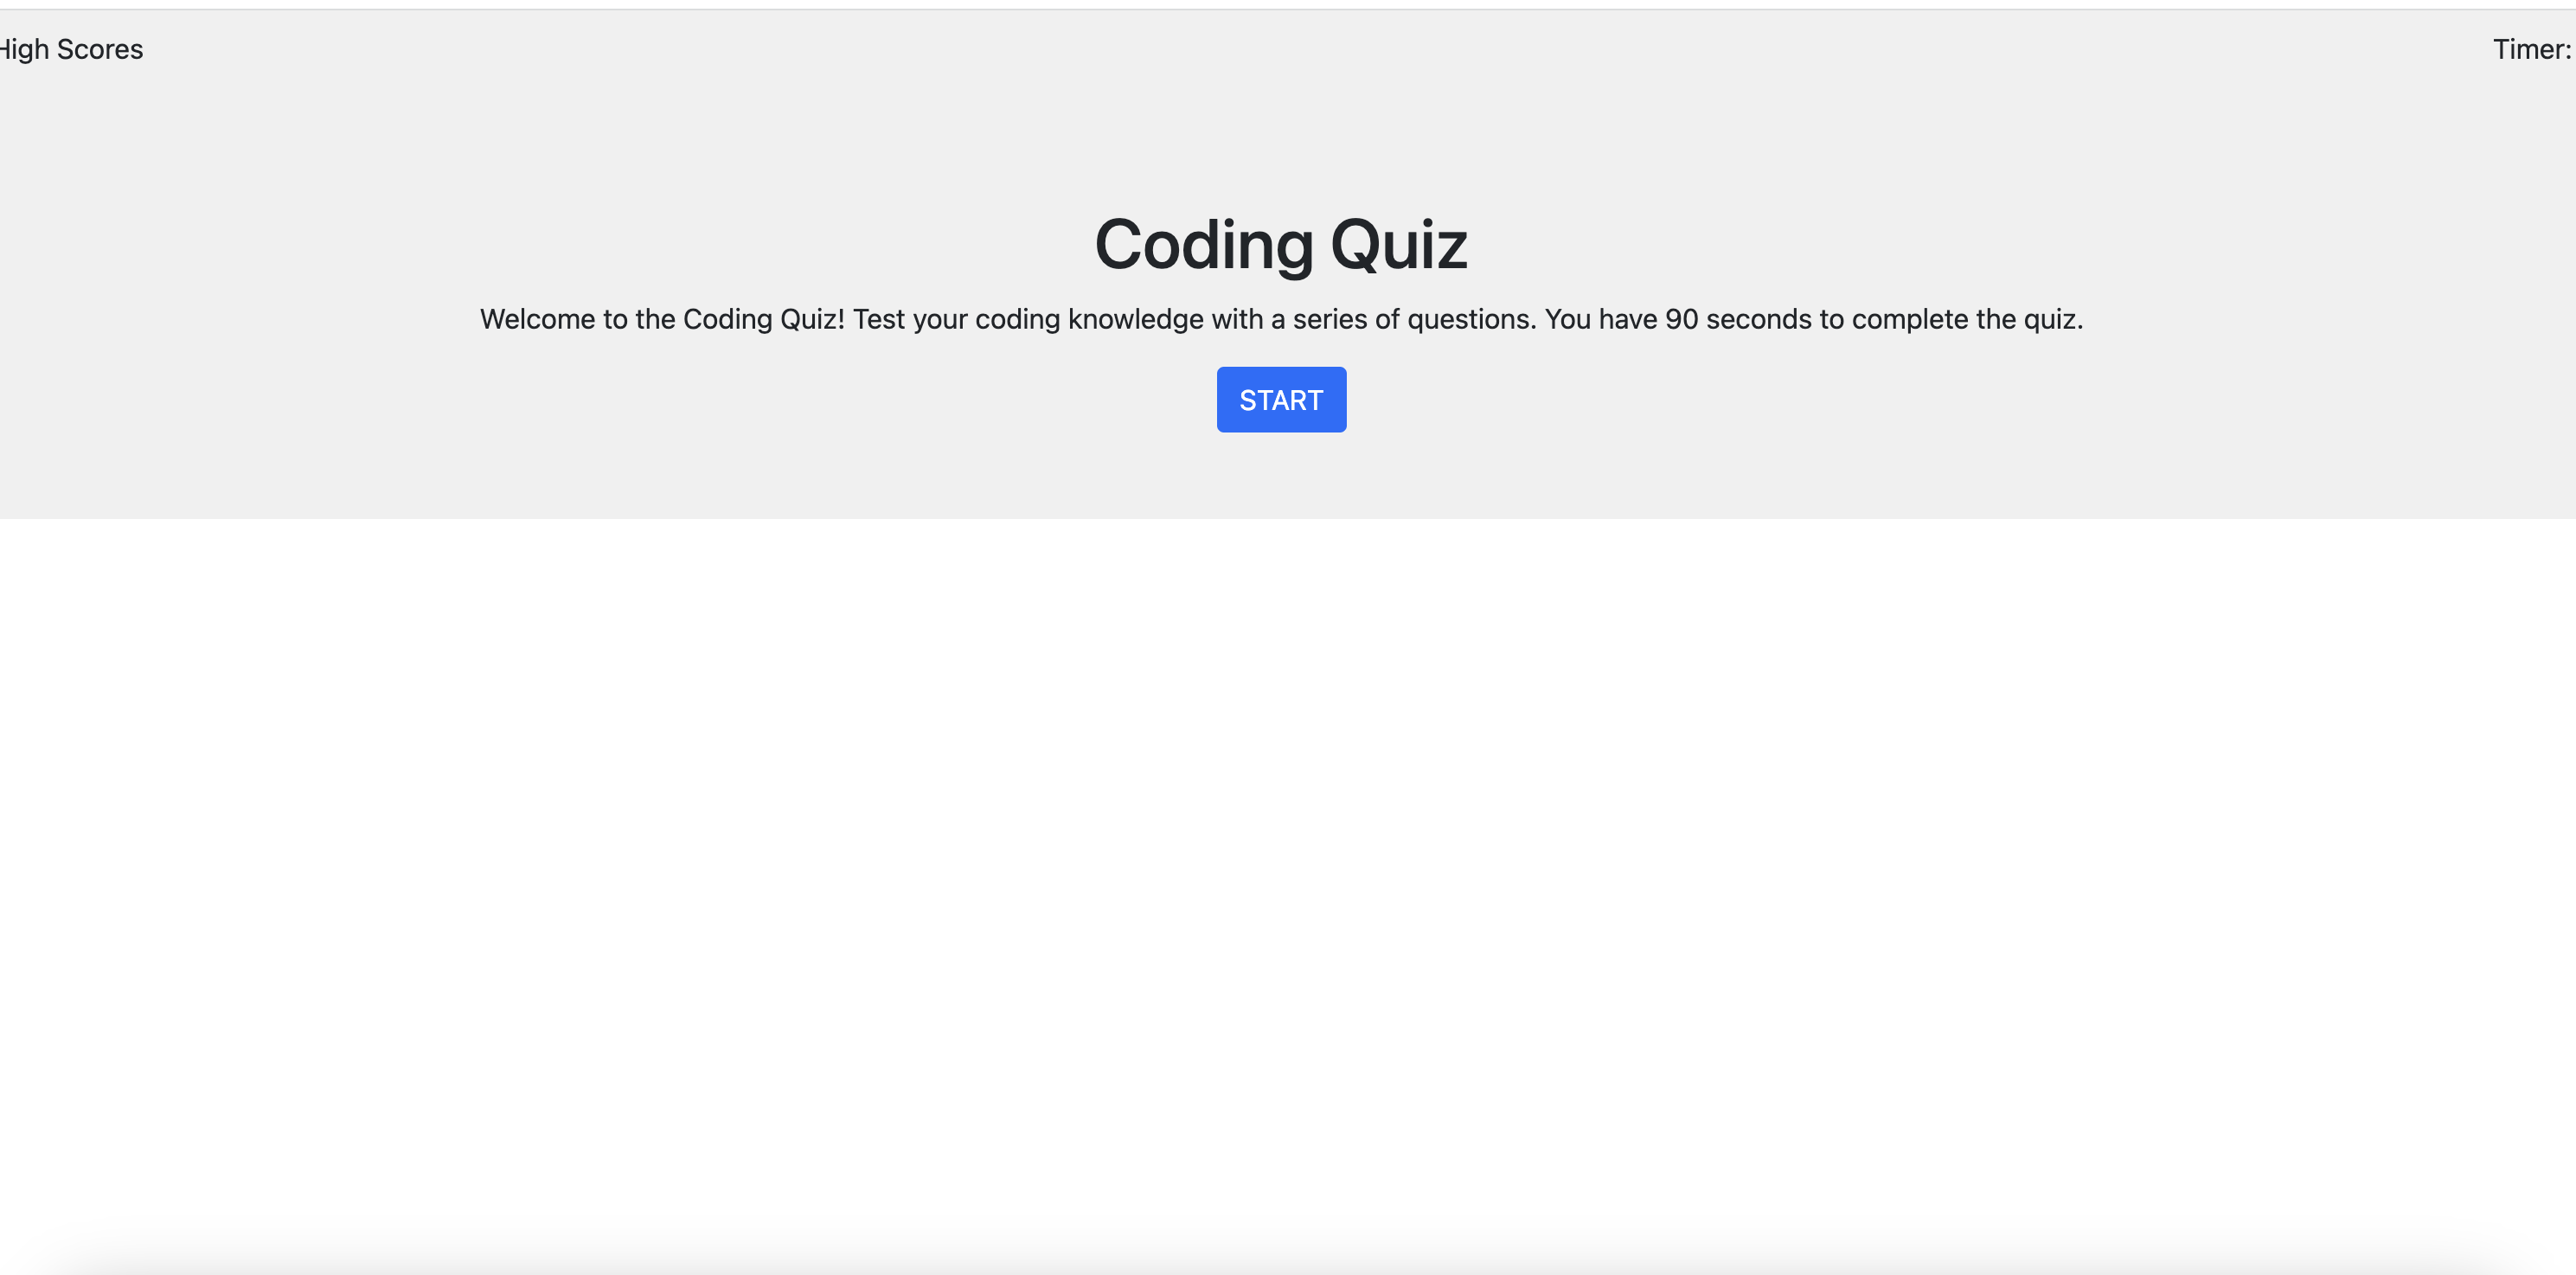 High Scores
Timer:
Coding Quiz
Welcome to the Coding Quiz! Test your coding knowledge with a series of questions. You have 90 seconds to complete the quiz.
START